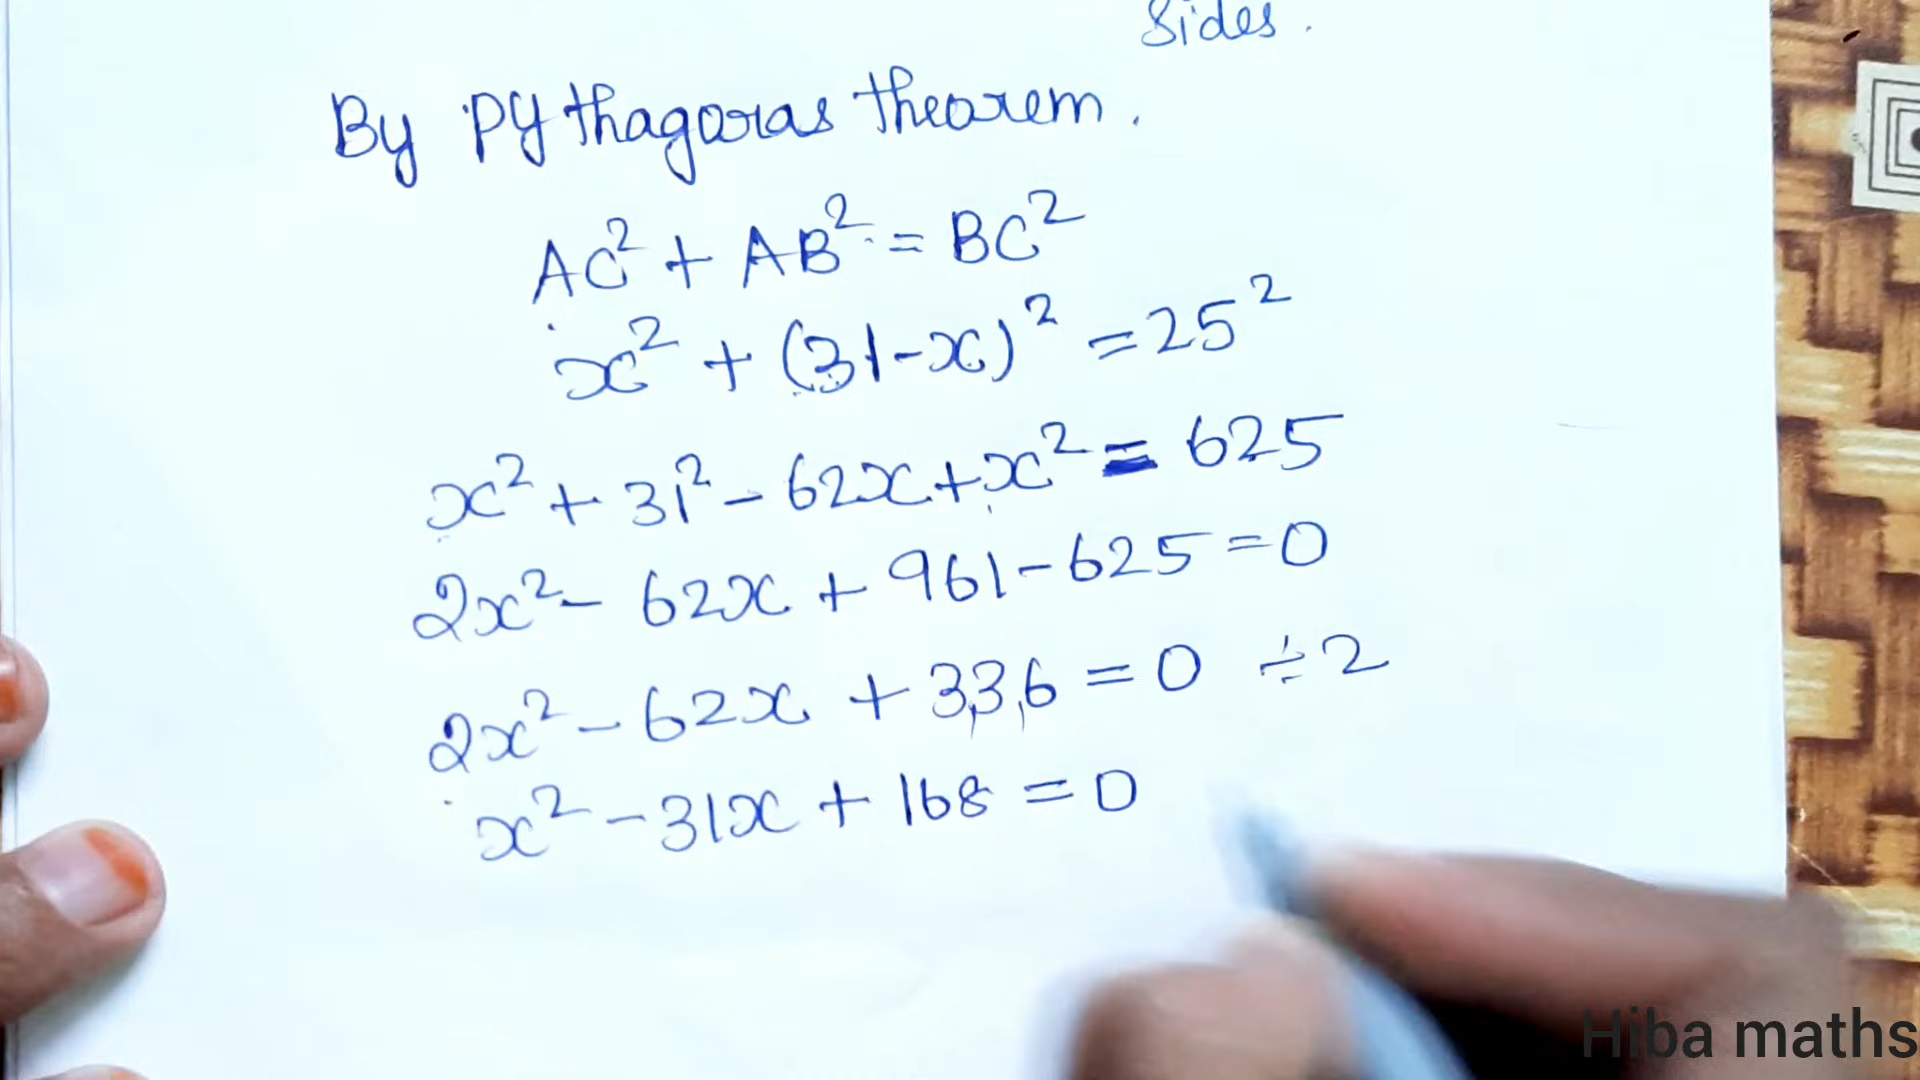 Sides.
By Pythagoras thearem.
AC² + AB² = BC²
x² + (31-x)² = 25²
x² + 31² - 62x + x² = 625
2x² - 62x + 961 - 625 = 0
2x² - 62x + 336 = 0 ÷ 2
x² - 31x + 168 = 0
Hiba maths